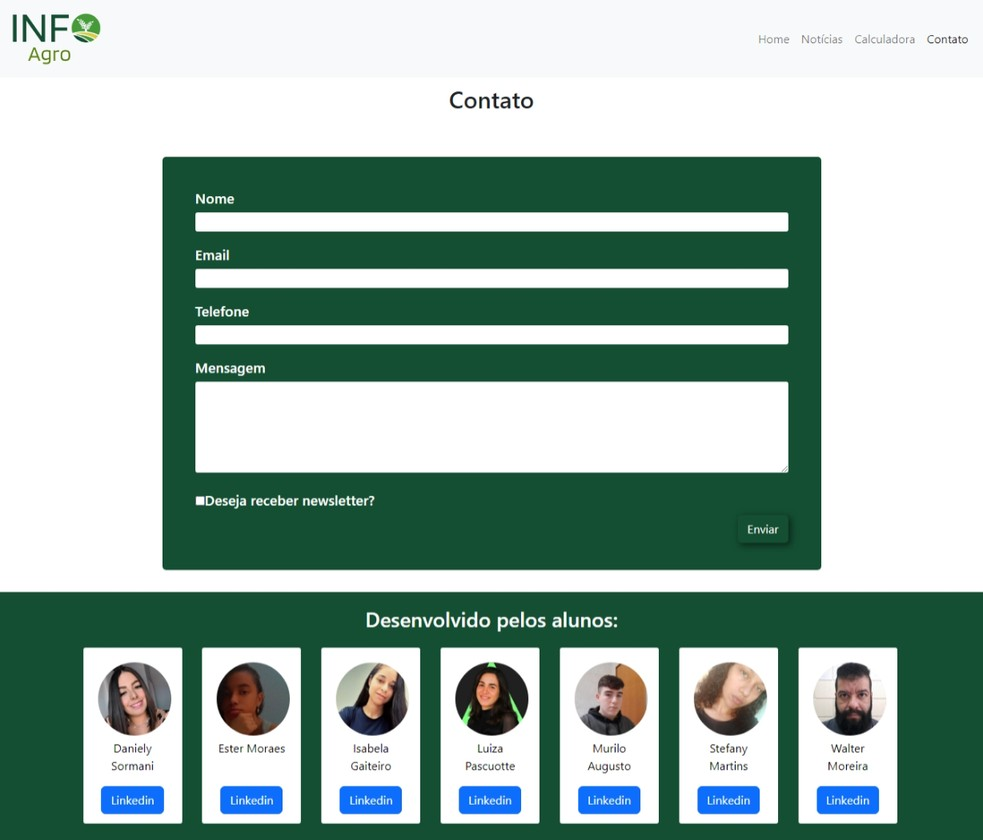 INFO
Agro
Home Notícias Calculadora Contato
Contato
Nome
Email
Telefone
Mensagem
Deseja receber newsletter?
Enviar
Desenvolvido pelos alunos:
Daniely
Sormani
Linkedin
Ester Moraes
Linkedin
Isabela
Gaiteiro
Linkedin
Luiza
Pascuotte
Linkedin
Murilo
Augusto
Linkedin
Stefany
Martins
Linkedin
Walter
Moreira
Linkedin